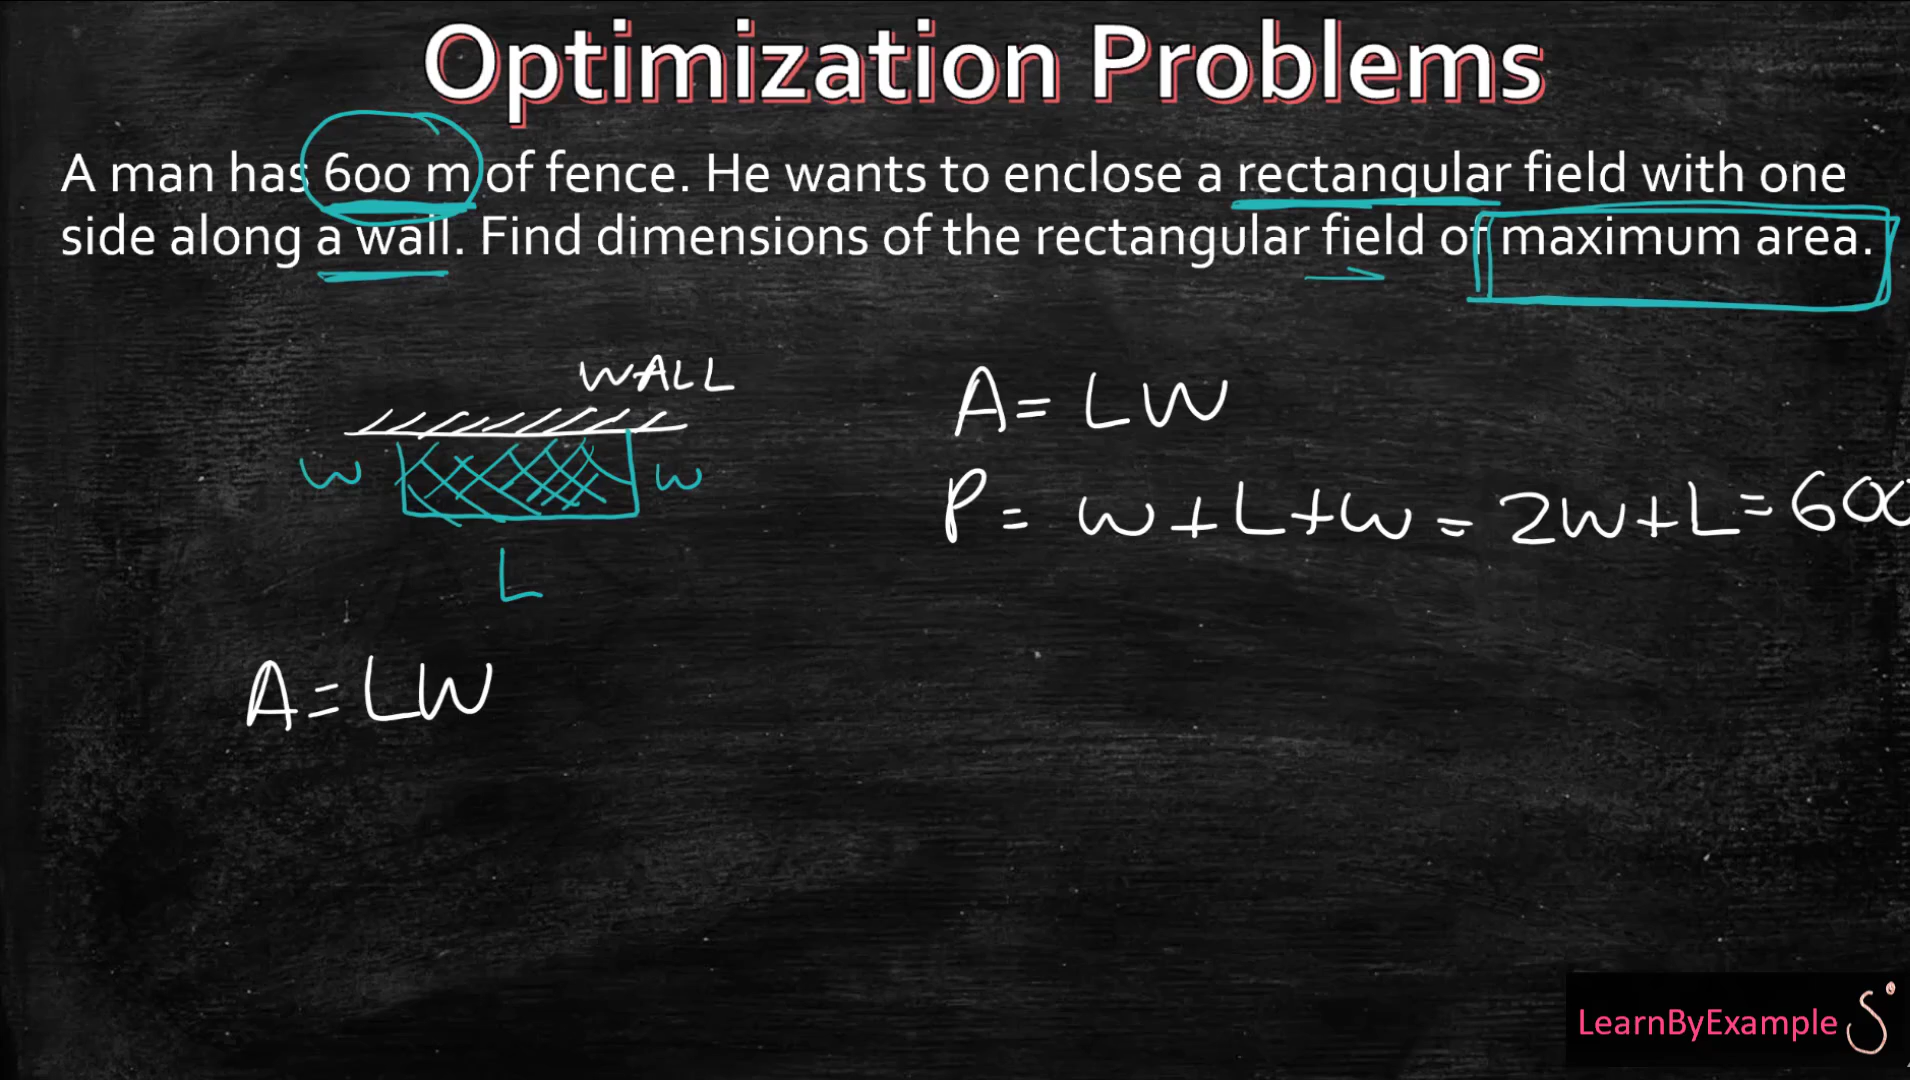 Optimization Problems
A man has 600 m of fence. He wants to enclose a rectangular field with one
side along a wall. Find dimensions of the rectangular field of maximum area.
WALL
W W
L
A = LW
P = W + L + W = 2W + L = 600
A = LW
LearnByExample